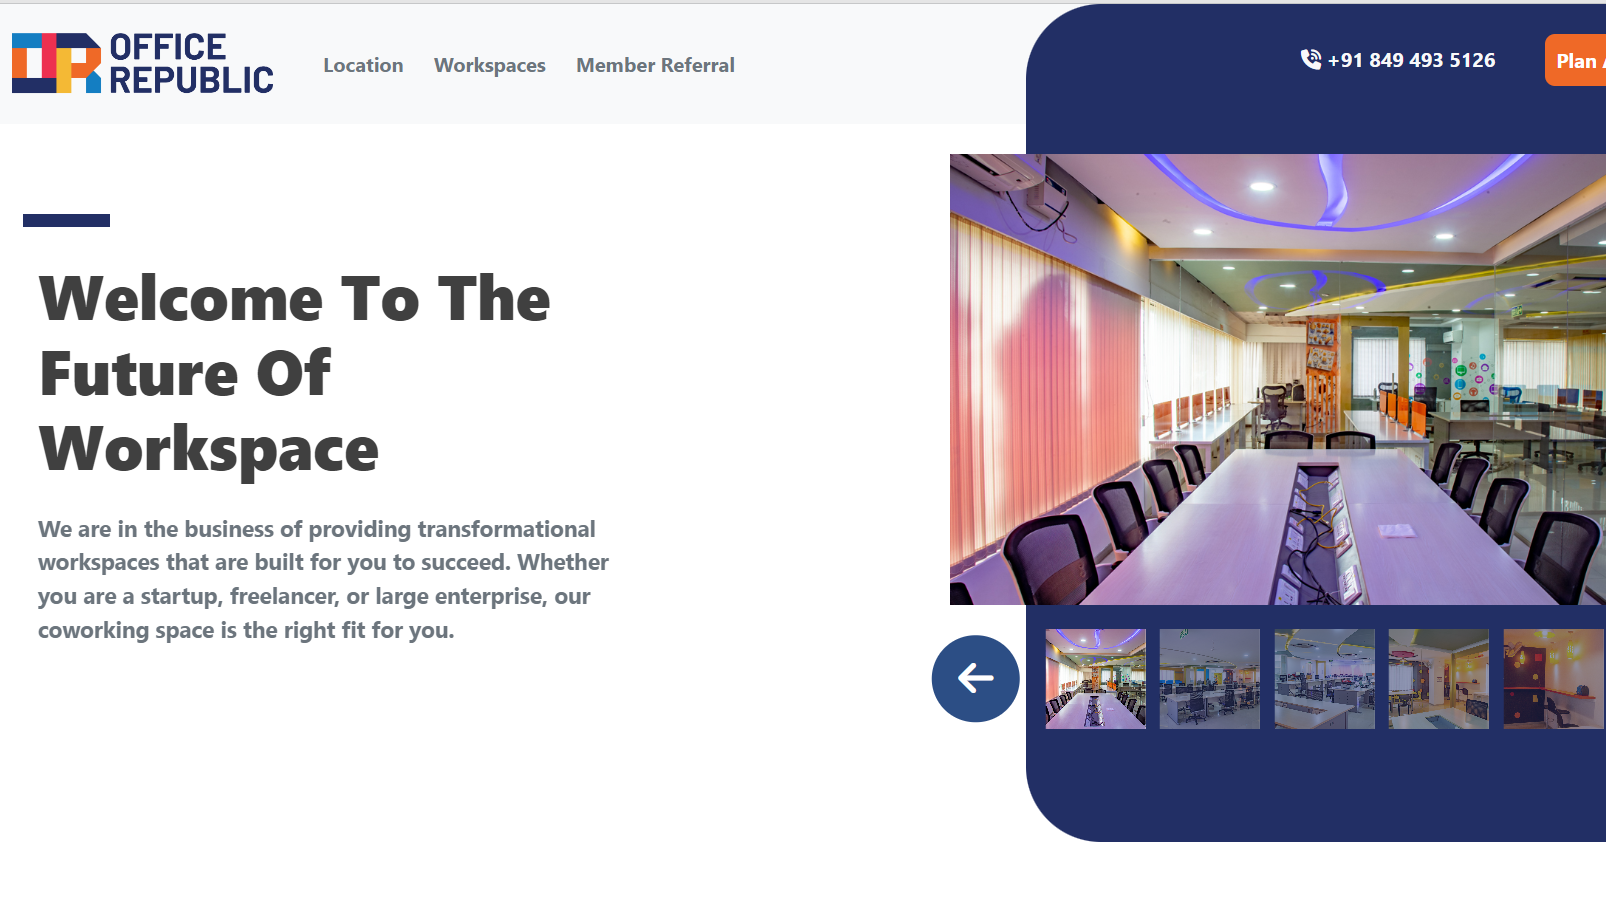 OFFICE
REPUBLIC
Location Workspaces Member Referral
+91 849 493 5126
Plan
Welcome To The
Future Of
Workspace
We are in the business of providing transformational
workspaces that are built for you to succeed. Whether
you are a startup, freelancer, or large enterprise, our
coworking space is the right fit for you.